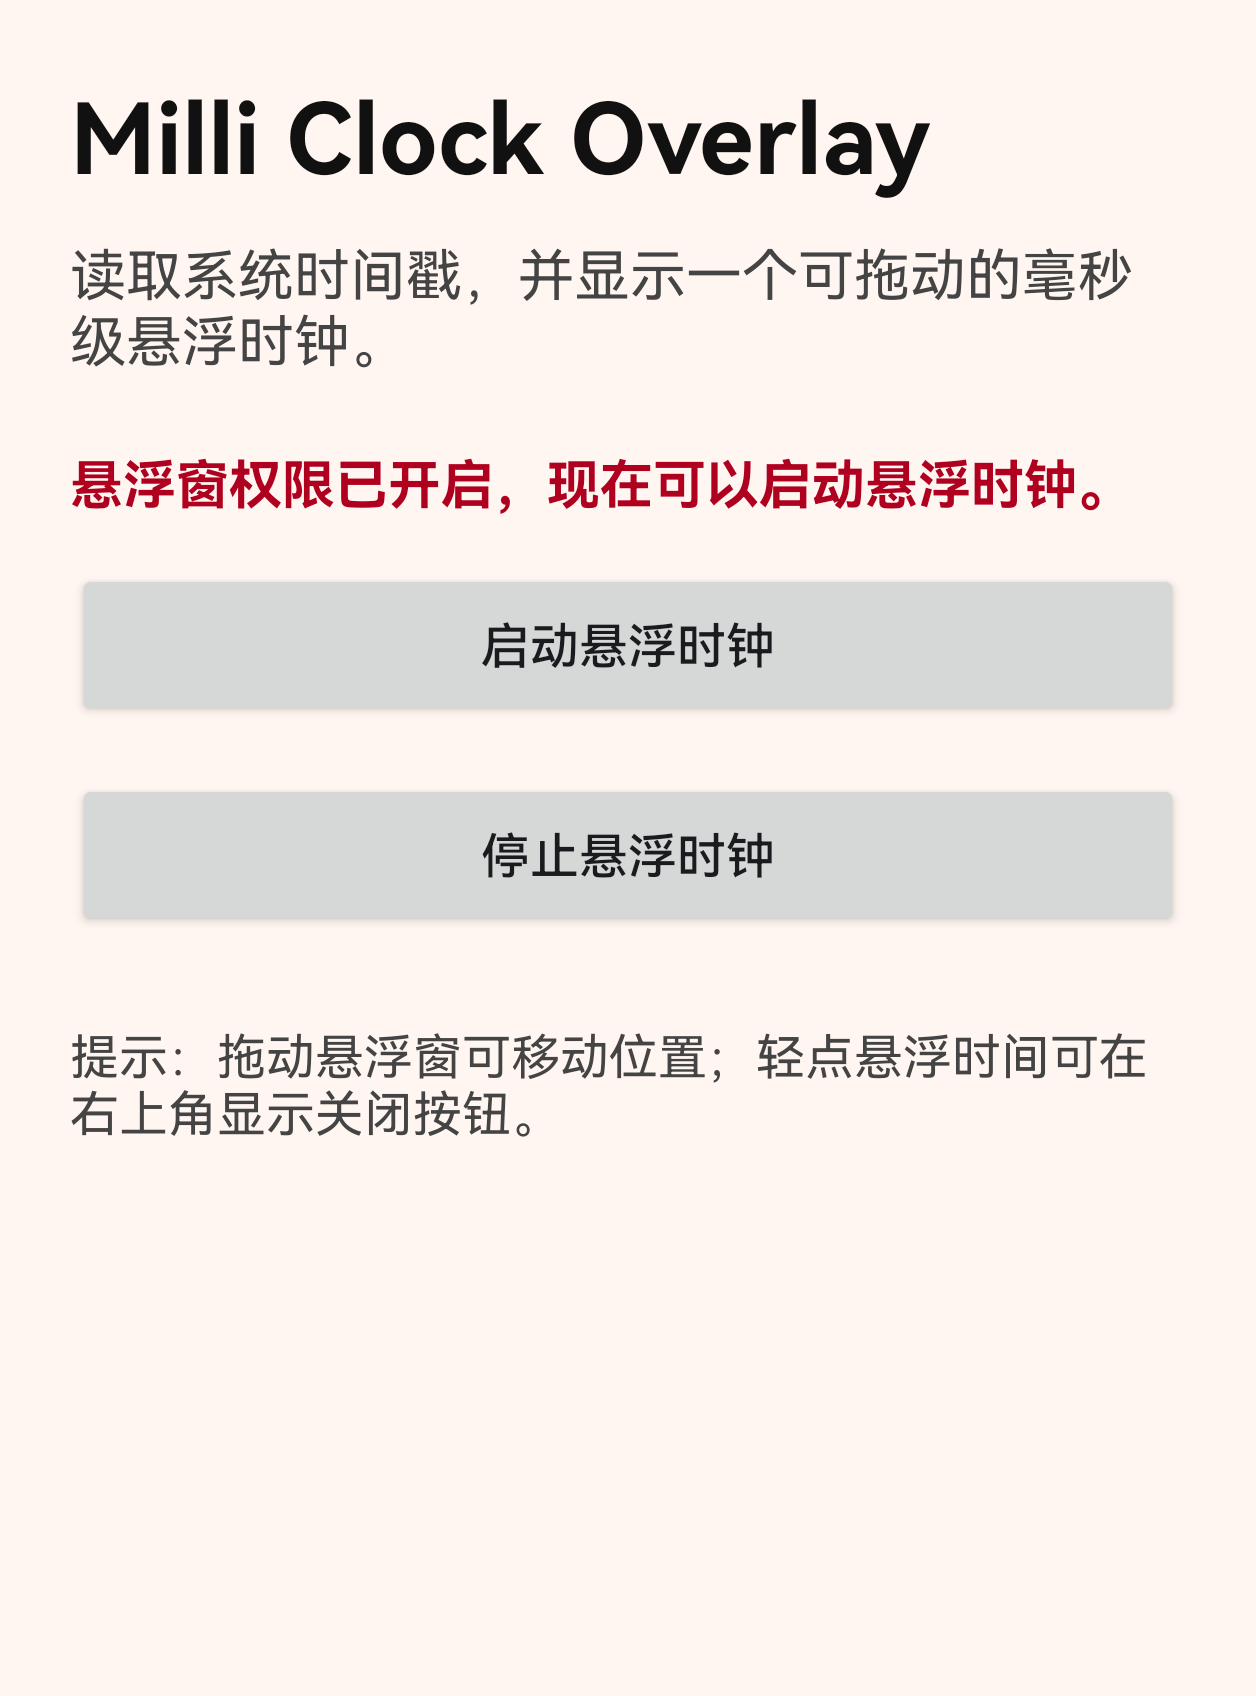 Milli Clock Overlay
读取系统时间戳，并显示一个可拖动的毫秒
级悬浮时钟。
悬浮窗权限已开启，现在可以启动悬浮时钟。
启动悬浮时钟
停止悬浮时钟
提示：拖动悬浮窗可移动位置；轻点悬浮时间可在
右上角显示关闭按钮。